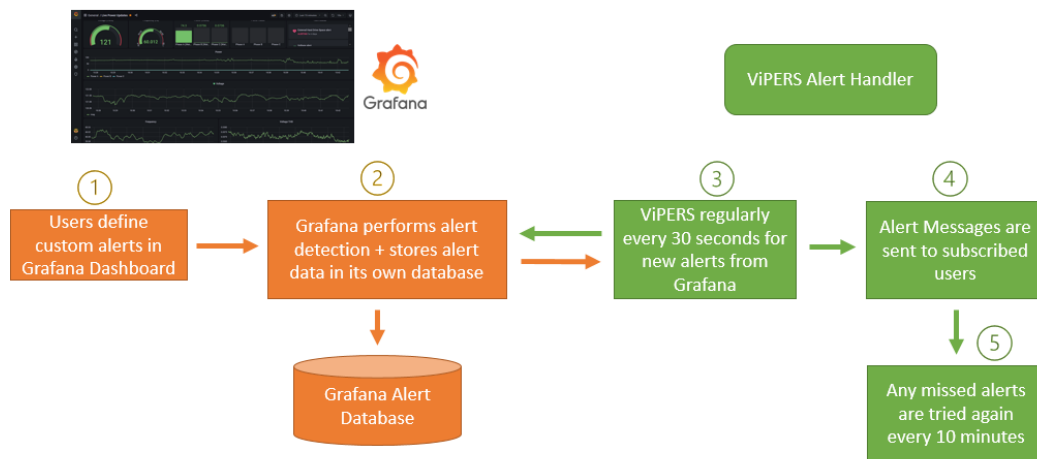 121
Grafana
ViPERS Alert Handler
1
Users define
custom alerts in
Grafana Dashboard
2
Grafana performs alert
detection + stores alert
data in its own database
Grafana Alert
Database
3
ViPERS regularly
every 30 seconds for
new alerts from
Grafana
4
Alert Messages are
sent to subscribed
users
5
Any missed alerts
are tried again
every 10 minutes